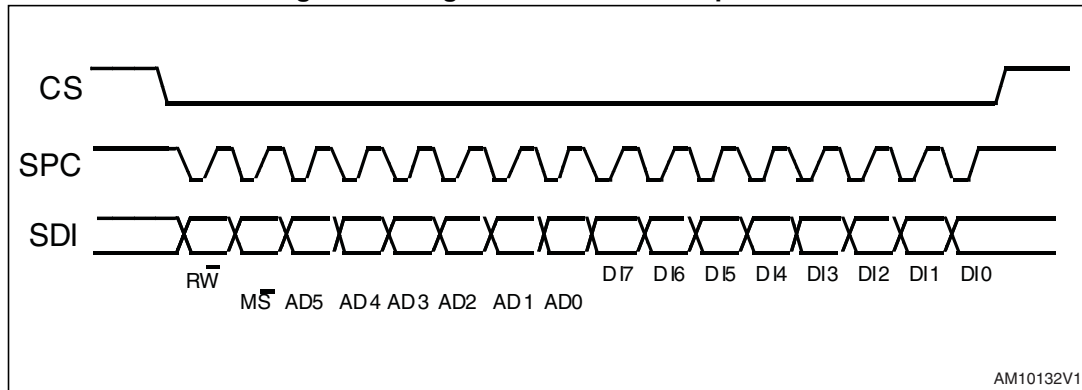 CS
SPC
SDI
RW̅ DI7 DI6 DI5 DI4 DI3 DI2 DI1 DI0
MS̅ AD5 AD4 AD3 AD2 AD1 AD0
AM10132V1